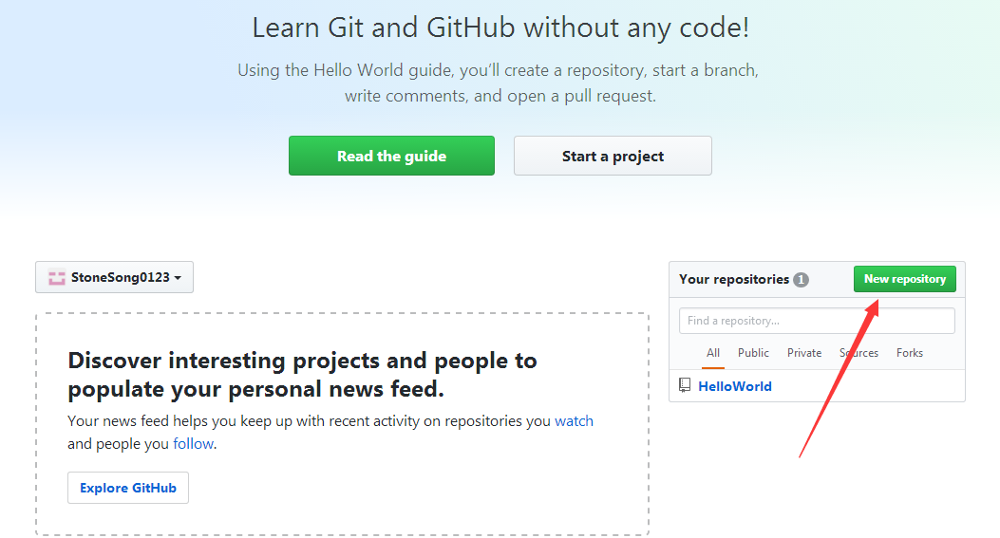 Learn Git and GitHub without any code!
Using the Hello World guide, you'll create a repository, start a branch,
write comments, and open a pull request.
Read the guide
Start a project
StoneSong0123
Discover interesting projects and people to
populate your personal news feed.
Your news feed helps you keep up with recent activity on repositories you watch
and people you follow.
Explore GitHub
Your repositories 1
New repository
Find a repository...
All Public Private Sources Forks
HelloWorld